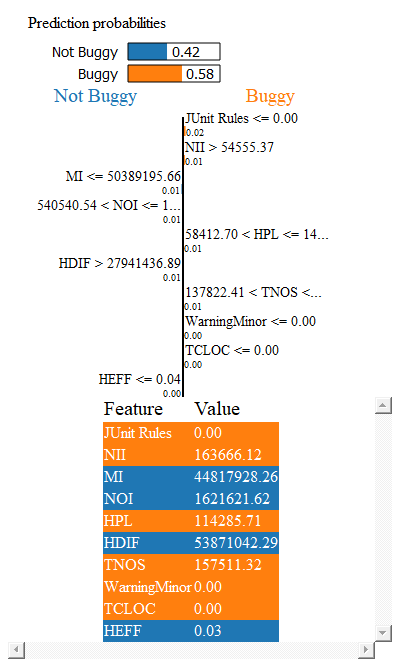 Prediction probabilities
Not Buggy 0.42
Buggy 0.58
Not Buggy Buggy
JUnit Rules <= 0.00
0.02
NII > 54555.37
0.01
MI <= 50389195.66
0.01
540540.54 < NOI <= 1...
0.01
58412.70 < HPL <= 14...
0.01
HDIF > 27941436.89
0.01
137822.41 < TNOS <...
0.01
WarningMinor <= 0.00
0.00
TCLOC <= 0.00
0.00
HEFF <= 0.04
0.00
Feature Value
JUnit Rules 0.00
NII 163666.12
MI 44817928.26
NOI 1621621.62
HPL 114285.71
HDIF 53871042.29
TNOS 157511.32
WarningMinor 0.00
TCLOC 0.00
HEFF 0.03